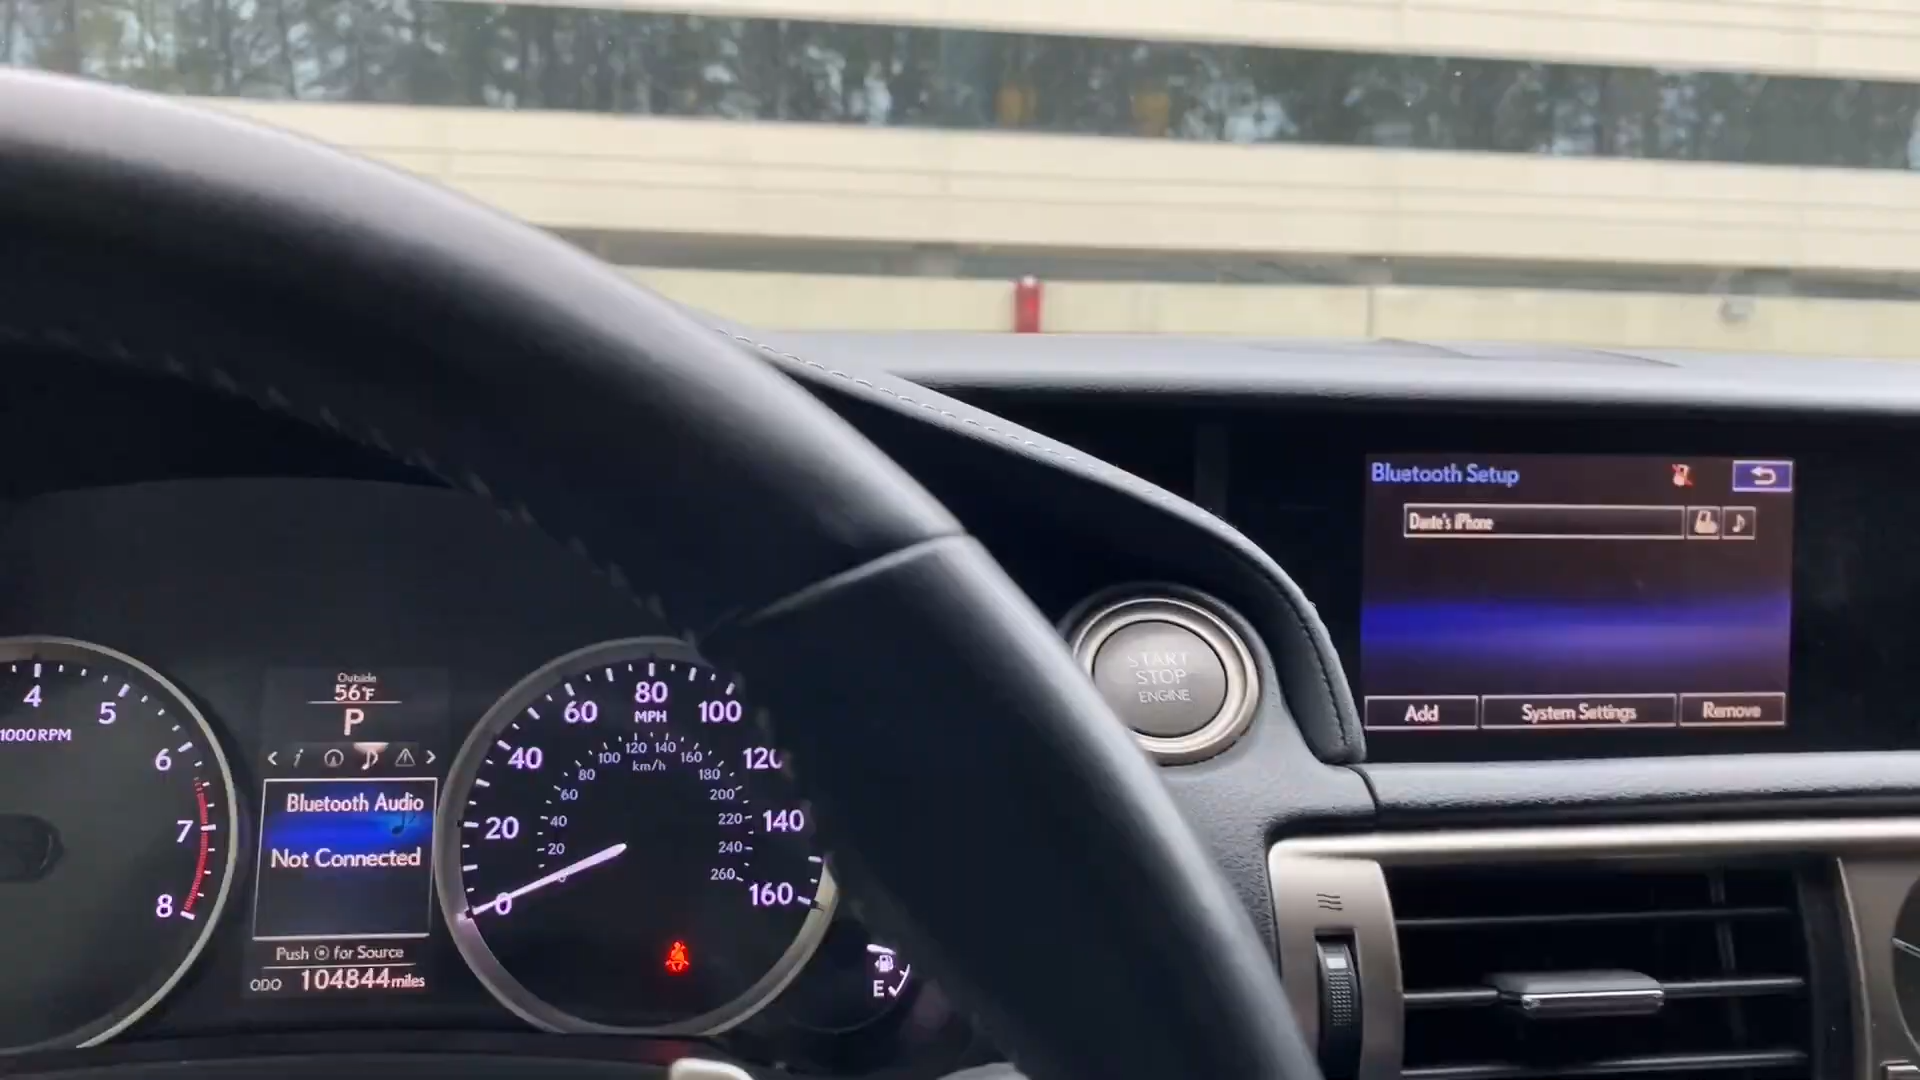 4
5
6
7
8
1000RPM
Outside
56°F
P
Bluetooth Audio
Not Connected
Push for Source
ODO 104844 miles
0
20
40
60
80
100
120
140
160
MPH
20
40
60
80
100
120
140
160
180
200
220
240
260
km/h
E
START
STOP
ENGINE
Bluetooth Setup
Dante's iPhone
Add
System Settings
Remove